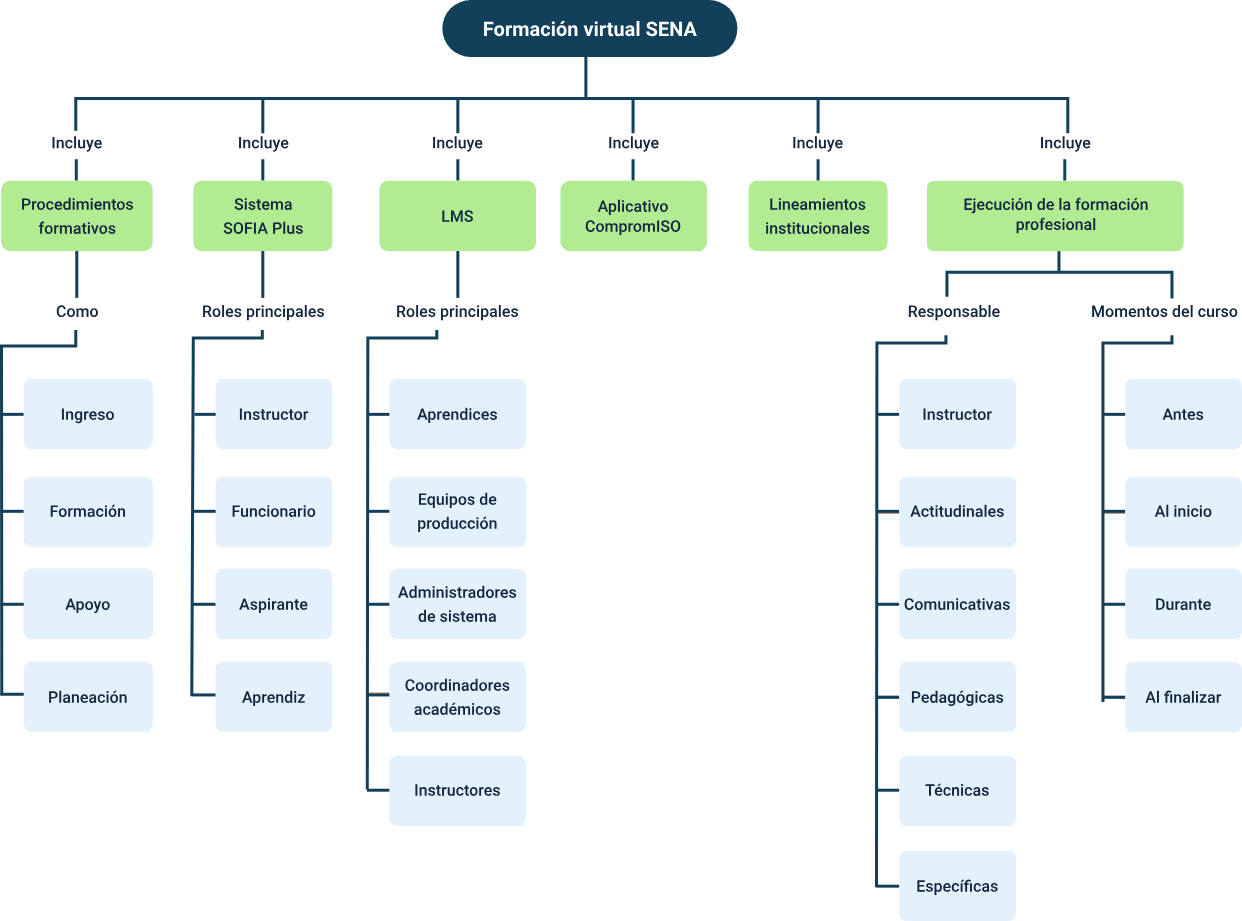 Formación virtual SENA
Incluye
Incluye
Incluye
Incluye
Incluye
Incluye
Procedimientos
formativos
Sistema
SOFIA Plus
LMS
Aplicativo
CompromISO
Lineamientos
institucionales
Ejecución de la formación
profesional
Como
Roles principales
Roles principales
Responsable
Momentos del curso
Ingreso
Formación
Apoyo
Planeación
Instructor
Funcionario
Aspirante
Aprendiz
Aprendices
Equipos de
producción
Administradores
de sistema
Coordinadores
académicos
Instructores
Instructor
Actitudinales
Comunicativas
Pedagógicas
Técnicas
Específicas
Antes
Al inicio
Durante
Al finalizar